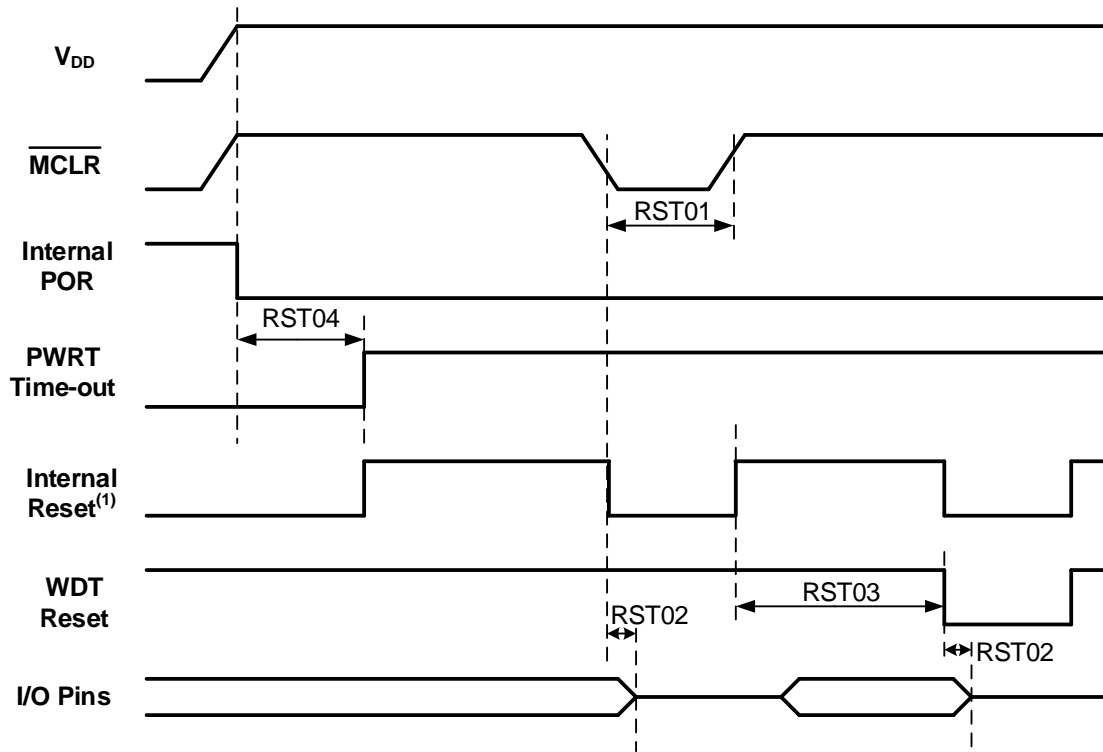 VDD
MCLR
RST01
Internal
POR
RST04
PWRT
Time-out
Internal
Reset(1)
WDT
Reset
RST03
RST02
RST02
I/O Pins